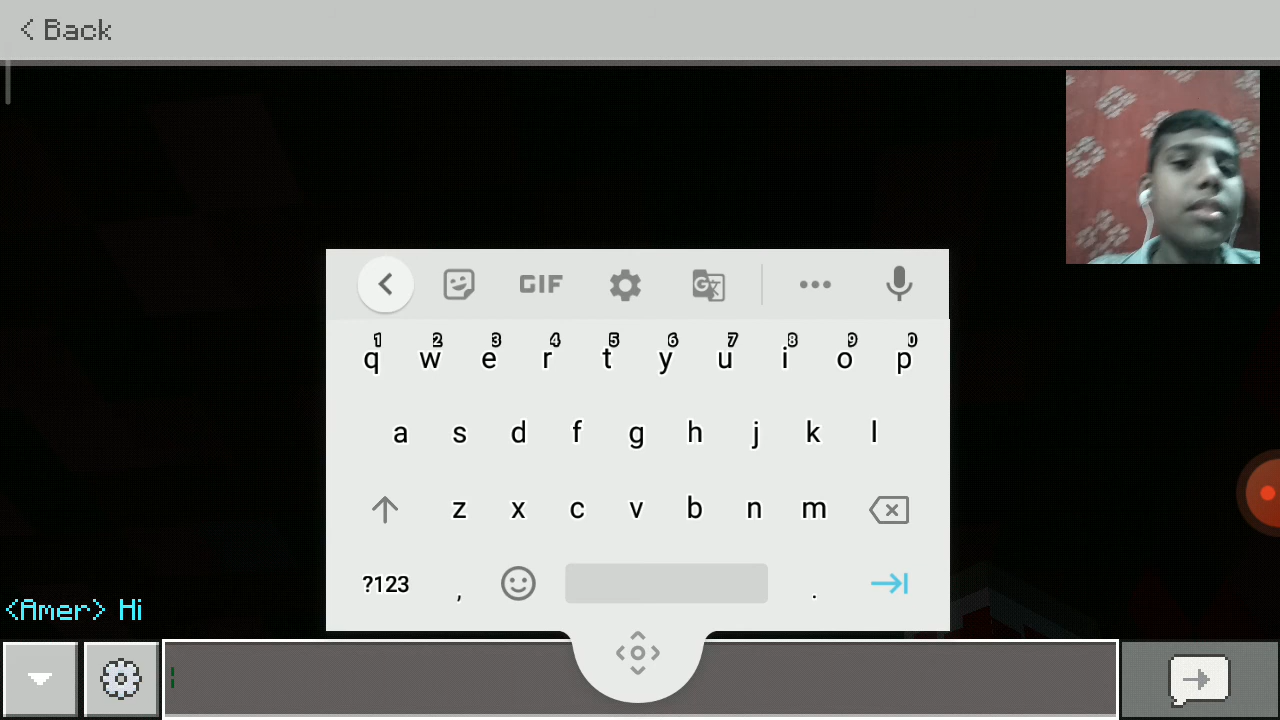 < Back
GIF
1 2 3 4 5 6 7 8 9 0
q w e r t y u i o p
a s d f g h j k l
z x c v b n m
?123 , .
<Amer> Hi